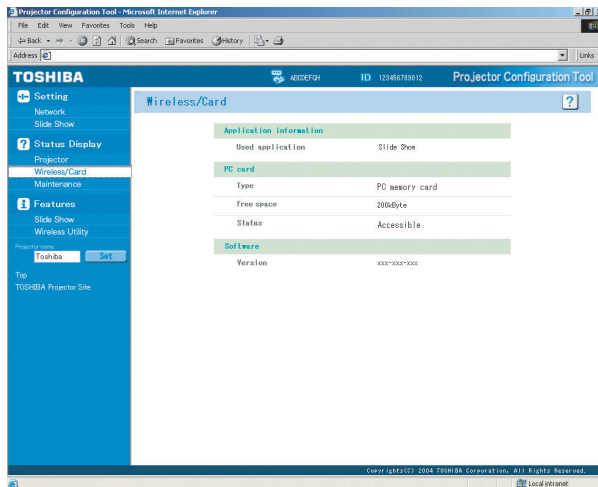 Projector Configuration Tool - Microsoft Internet Explorer
File Edit View Favorites Tools Help
Back Search Favorites History
Address Links
TOSHIBA ABCDEFGH ID 123456789012 Projector Configuration Tool
Setting
Network
Slide Show
Status Display
Projector
Wireless/Card
Maintenance
Features
Slide Show
Wireless Utility
Projector name
Toshiba Set
Top
TOSHIBA Projector Site
Wireless/Card ?
Application information
Used application Slide Show
PC card
Type PC memory card
Free space 200kByte
Status Accessible
Software
Version xxx-xxx-xxx
Copyrights(C) 2004 TOSHIBA Corporation, All Rights Reserved.
Local intranet